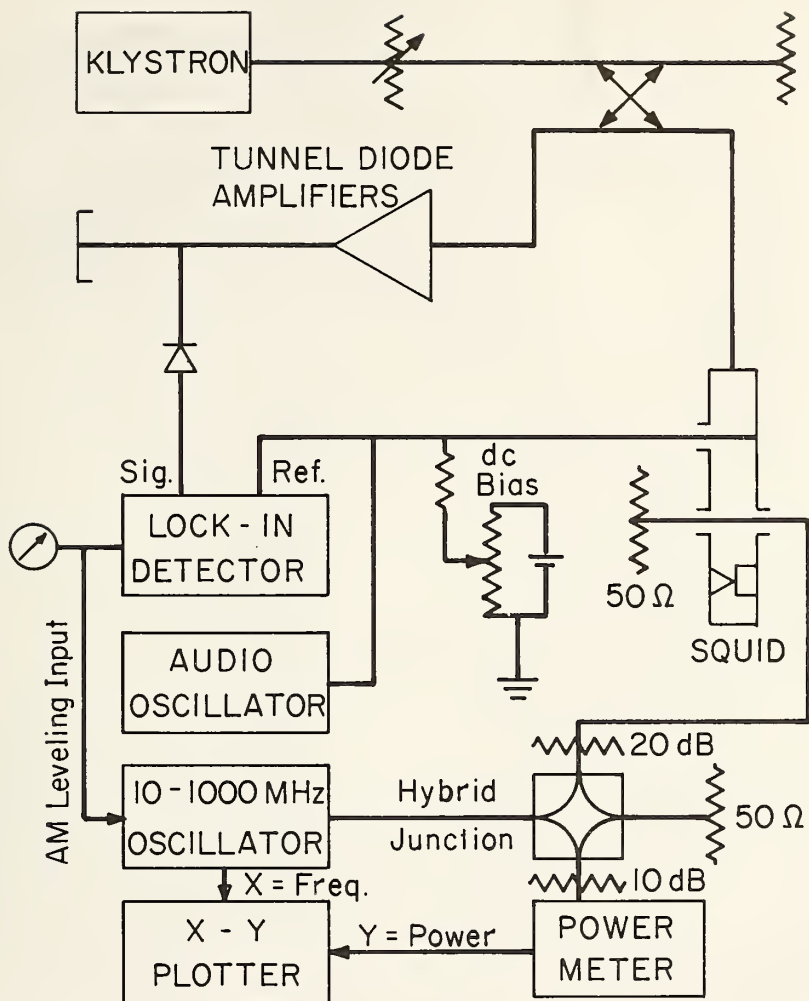 KLYSTRON
TUNNEL DIODE
AMPLIFIERS
Sig.
Ref.
dc
Bias
LOCK-IN
DETECTOR
50 Ω
SQUID
AUDIO
OSCILLATOR
AM Leveling Input
20 dB
10-1000 MHz
OSCILLATOR
Hybrid
Junction
50 Ω
X = Freq.
10 dB
X-Y
PLOTTER
Y = Power
POWER
METER